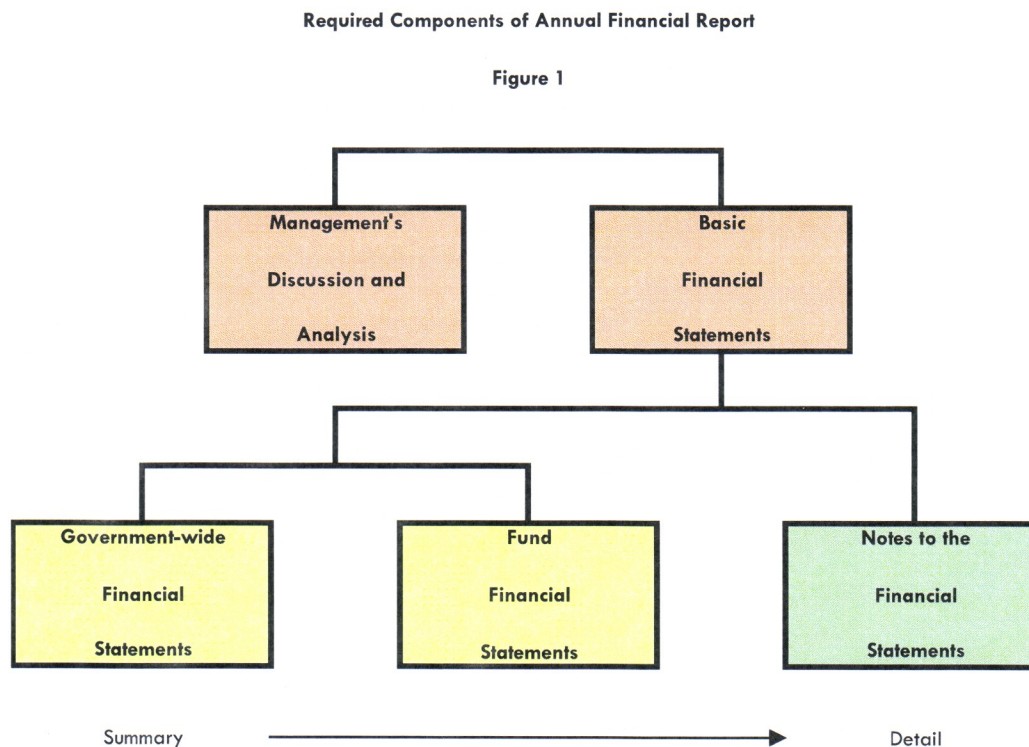 Required Components of Annual Financial Report
Figure 1
Management's
Discussion and
Analysis
Basic
Financial
Statements
Government-wide
Financial
Statements
Fund
Financial
Statements
Notes to the
Financial
Statements
Summary
Detail